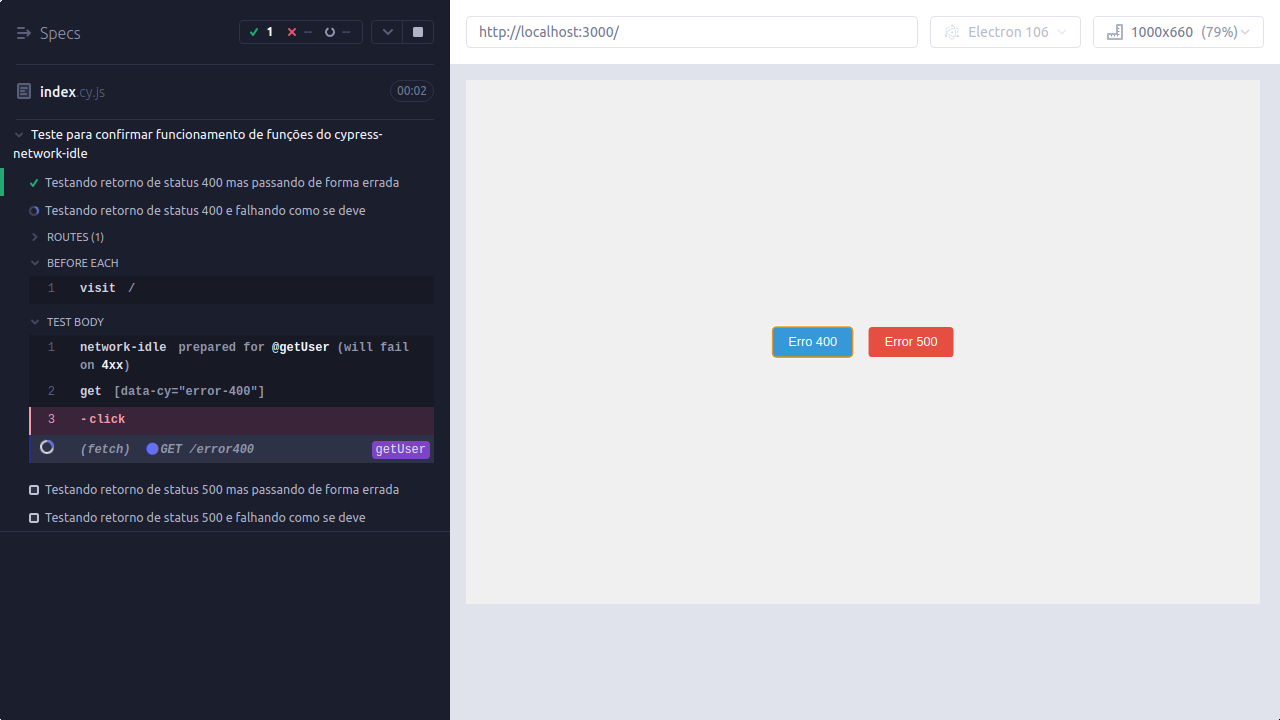 Specs
1 -- --
index.cy.js
00:02
Teste para confirmar funcionamento de funções do cypress-
network-idle
Testando retorno de status 400 mas passando de forma errada
Testando retorno de status 400 e falhando como se deve
ROUTES (1)
BEFORE EACH
1 visit /
TEST BODY
1 network-idle prepared for @getUser (will fail
on 4xx)
2 get [data-cy="error-400"]
3 -click
(fetch) GET /error400 getUser
Testando retorno de status 500 mas passando de forma errada
Testando retorno de status 500 e falhando como se deve
http://localhost:3000/
Electron 106
1000x660 (79%)
Erro 400
Error 500